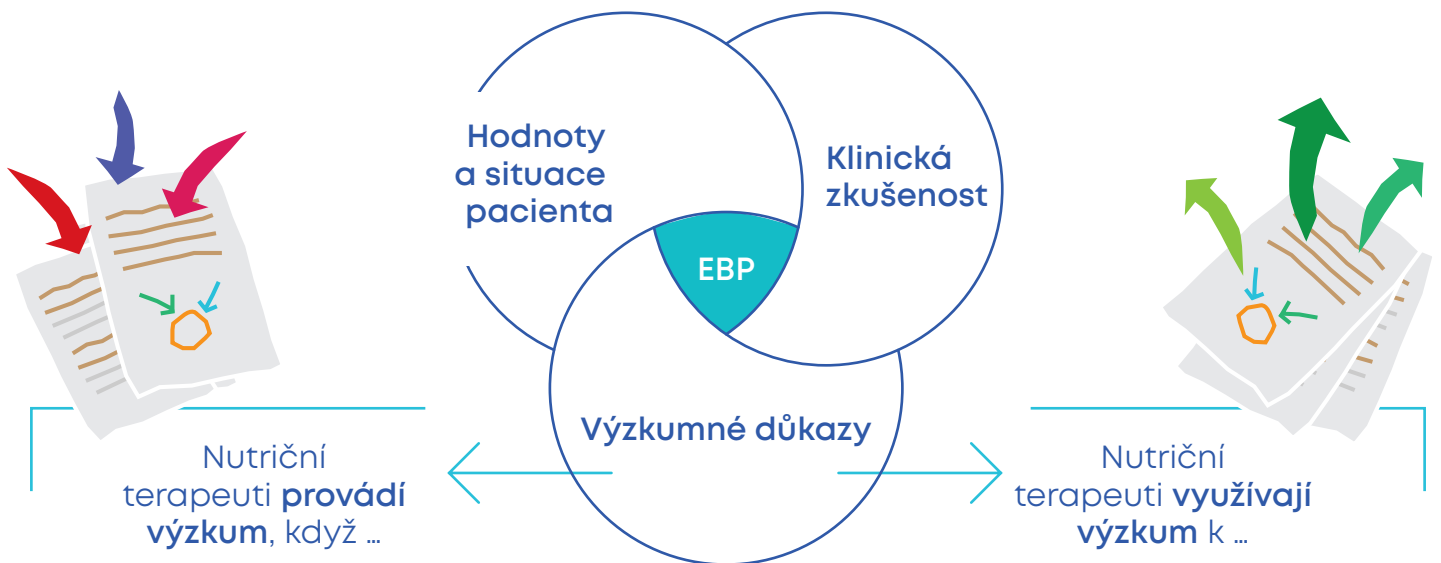 Hodnoty
a situace
pacienta
Klinická
zkušenost
EBP
Výzkumné důkazy
Nutriční
terapeuti provádí
výzkum, když ...
Nutriční
terapeuti využívají
výzkum k ...